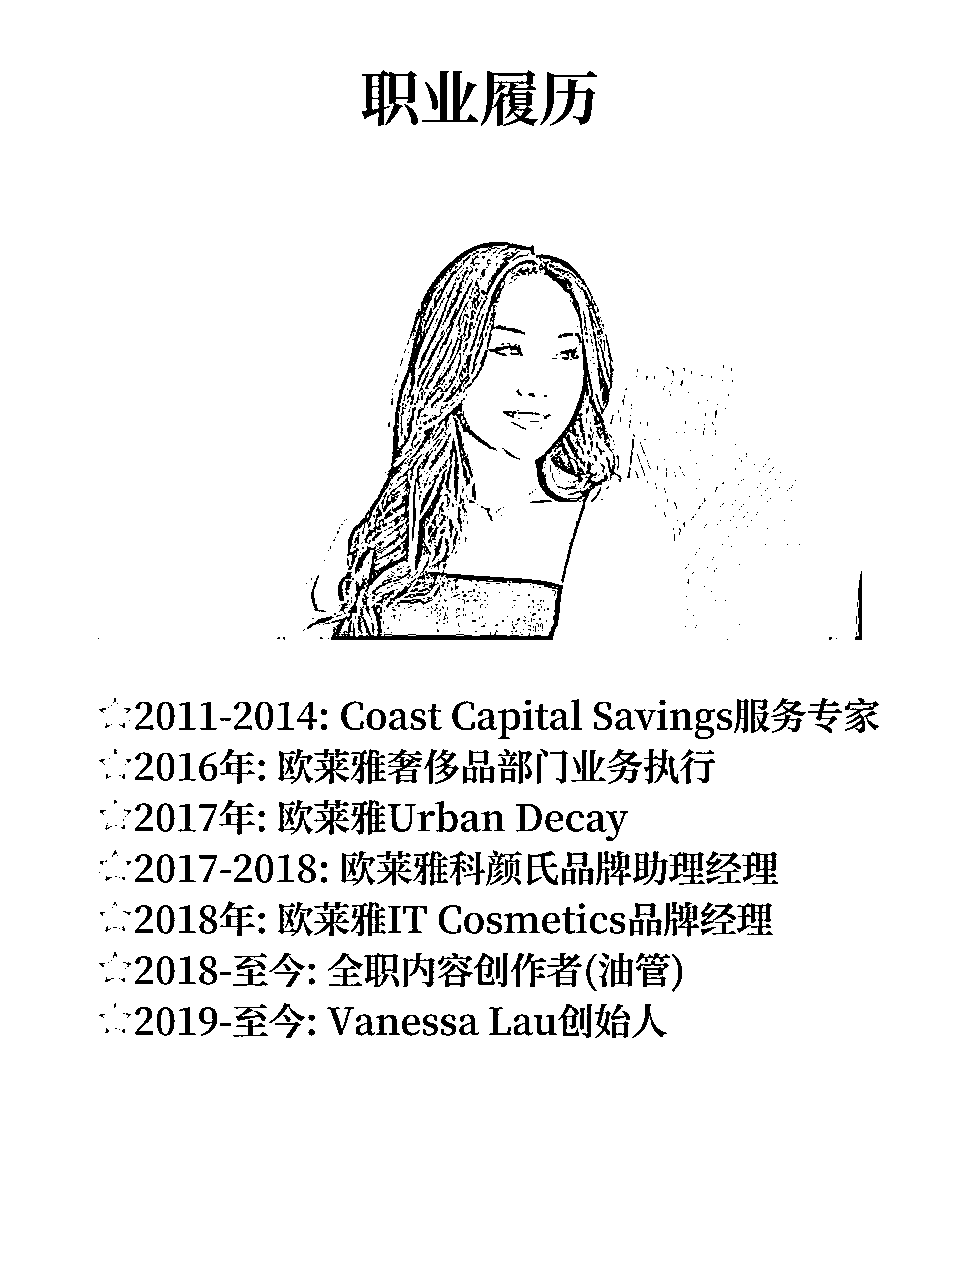 职业履历
☆2011-2014: Coast Capital Savings服务专家
☆2016年: 欧莱雅奢侈品部门业务执行
☆2017年: 欧莱雅Urban Decay
☆2017-2018: 欧莱雅科颜氏品牌助理经理
☆2018年: 欧莱雅IT Cosmetics品牌经理
☆2018-至今: 全职内容创作者(油管)
☆2019-至今: Vanessa Lau创始人